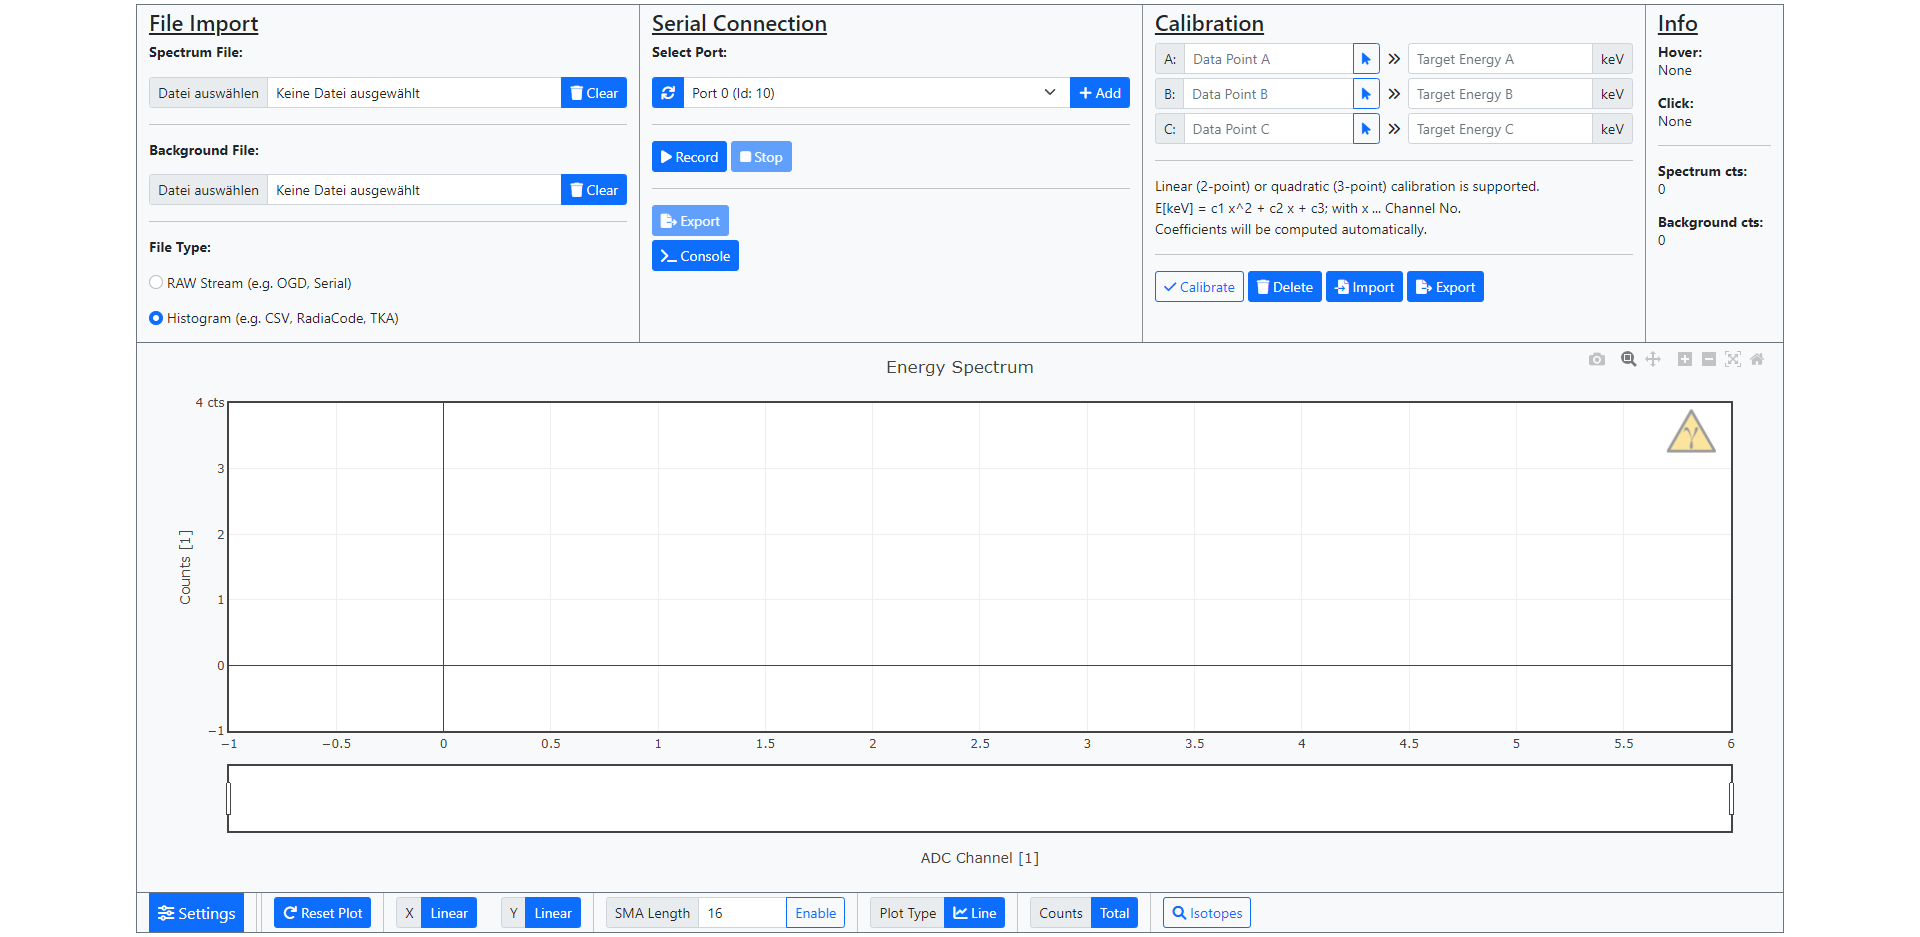 File Import
Spectrum File:
Datei auswählen Keine Datei ausgewählt Clear
Background File:
Datei auswählen Keine Datei ausgewählt Clear
File Type:
RAW Stream (e.g. OGD, Serial)
Histogram (e.g. CSV, RadiaCode, TKA)
Serial Connection
Select Port:
Port 0 (Id: 10) Add
Record Stop
Export
Console
Calibration
A: Data Point A Target Energy A keV
B: Data Point B Target Energy B keV
C: Data Point C Target Energy C keV
Linear (2-point) or quadratic (3-point) calibration is supported.
E[keV] = c1 x^2 + c2 x + c3; with x ... Channel No.
Coefficients will be computed automatically.
Calibrate Delete Import Export
Info
Hover:
None
Click:
None
Spectrum cts:
0
Background cts:
0
Energy Spectrum
4 cts
3
2
1
0
−1
Counts [1]
γ
−1 −0.5 0 0.5 1 1.5 2 2.5 3 3.5 4 4.5 5 5.5 6
ADC Channel [1]
Settings Reset Plot X Linear Y Linear SMA Length 16 Enable Plot Type Line Counts Total Isotopes